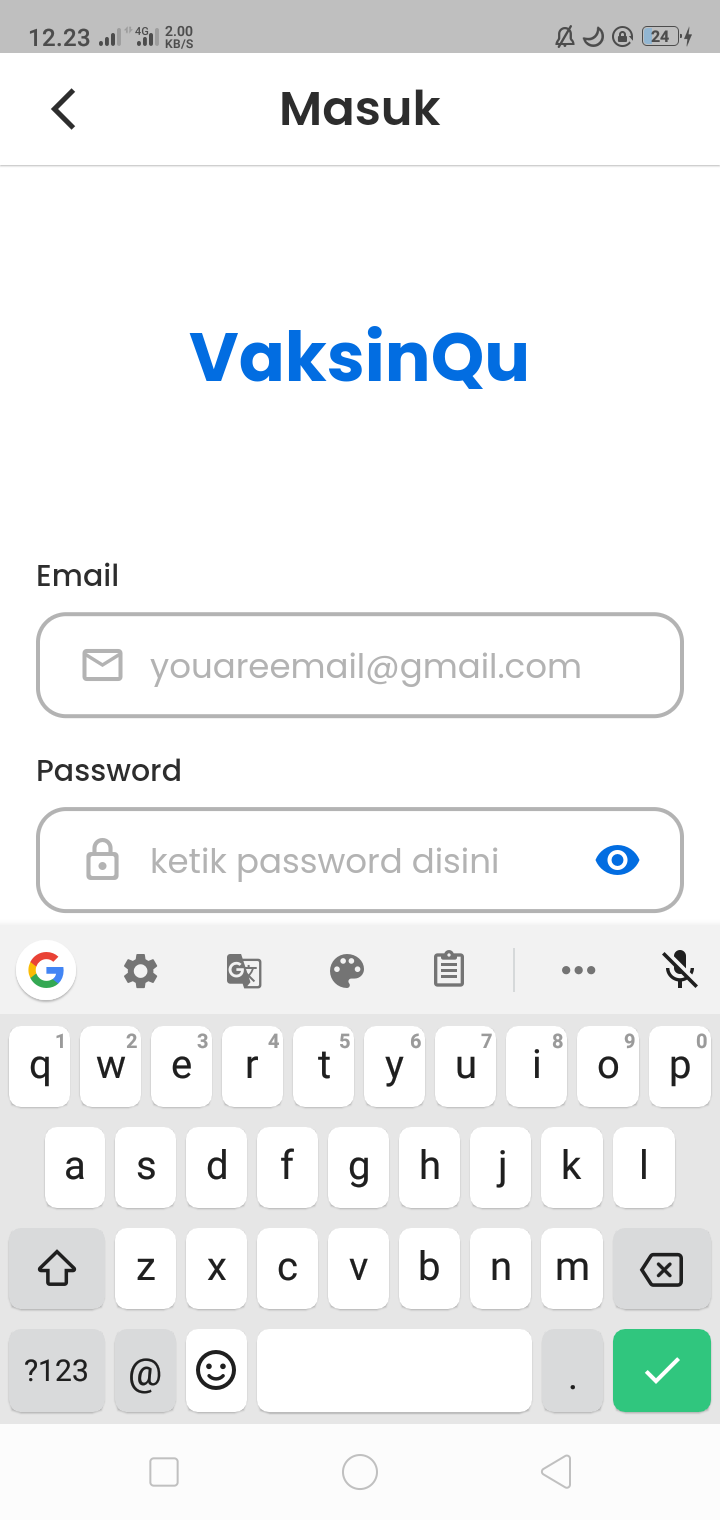 12.23 4G 2.00 KB/S 24
Masuk
VaksinQu
Email
youareemail@gmail.com
Password
ketik password disini
q 1 w 2 e 3 r 4 t 5 y 6 u 7 i 8 o 9 p 0
a s d f g h j k l
z x c v b n m
?123 @ .